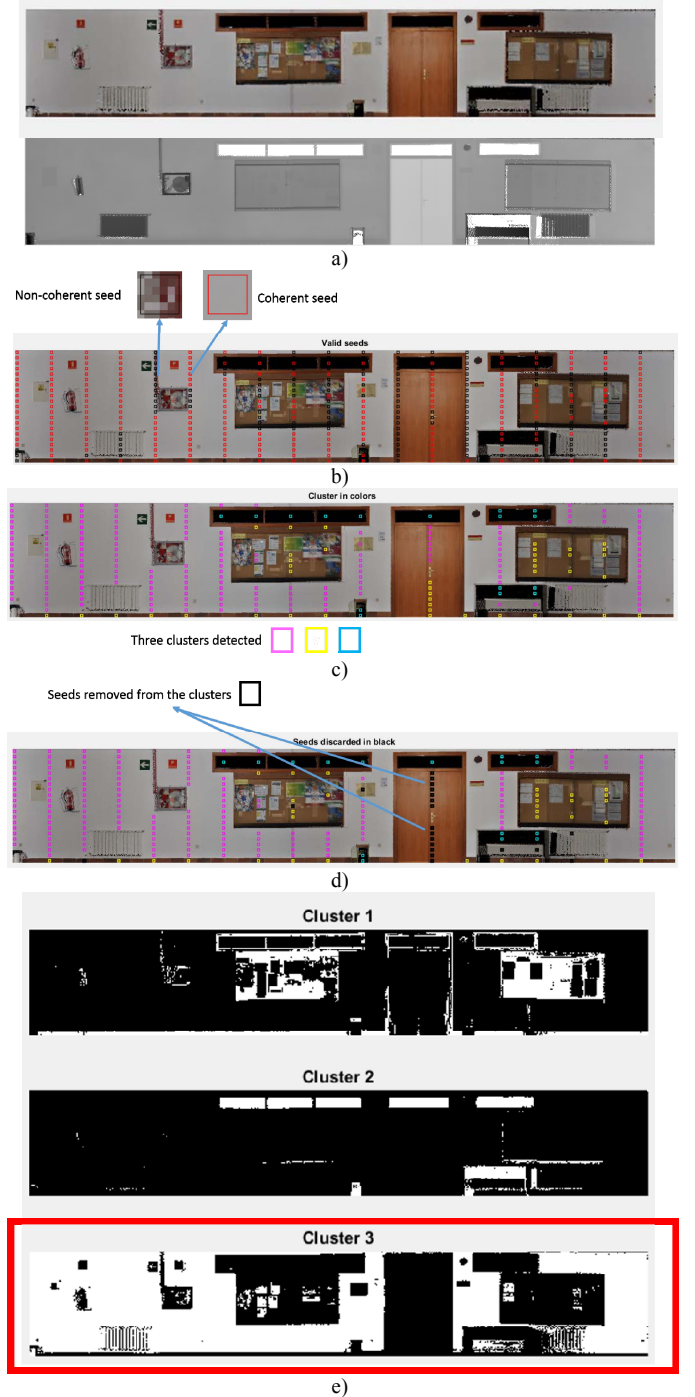 a)
Non-coherent seed
Coherent seed
Valid seeds
b)
Cluster in colors
Three clusters detected
c)
Seeds removed from the clusters
Seeds discarded in black
d)
Cluster 1
Cluster 2
Cluster 3
e)